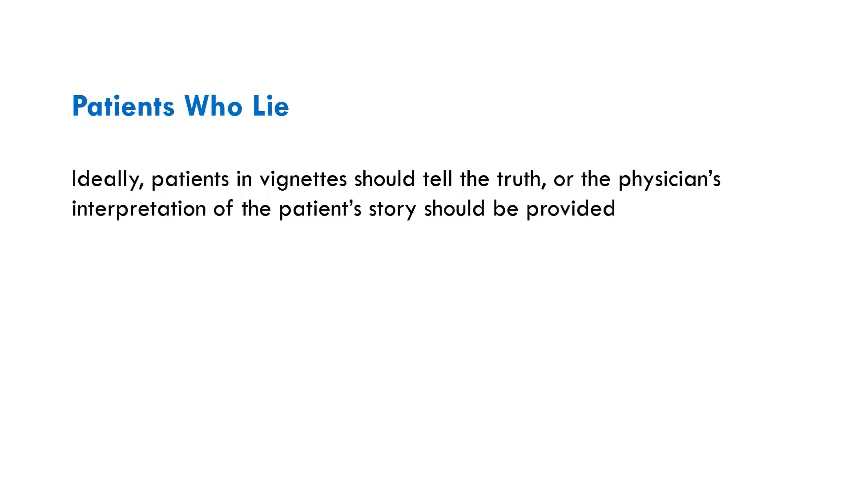 Patients Who Lie
Ideally, patients in vignettes should tell the truth, or the physician’s
interpretation of the patient’s story should be provided